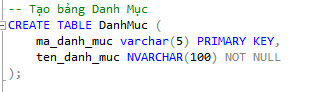 -- Tạo bảng Danh Mục
CREATE TABLE DanhMuc (
    ma_danh_muc varchar(5) PRIMARY KEY,
    ten_danh_muc NVARCHAR(100) NOT NULL
);